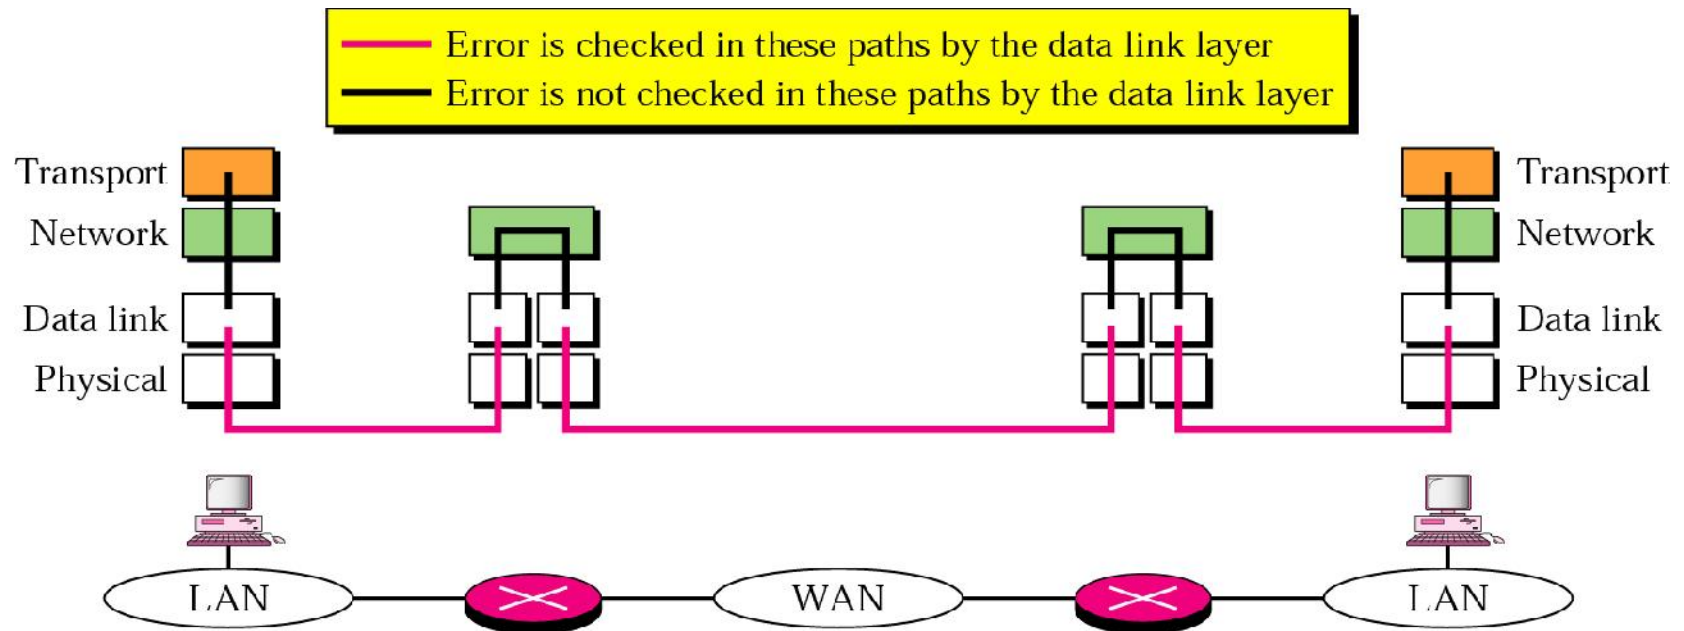 Error is checked in these paths by the data link layer
Error is not checked in these paths by the data link layer
Transport
Transport
Network
Network
Data link
Data link
Physical
Physical
LAN
WAN
LAN